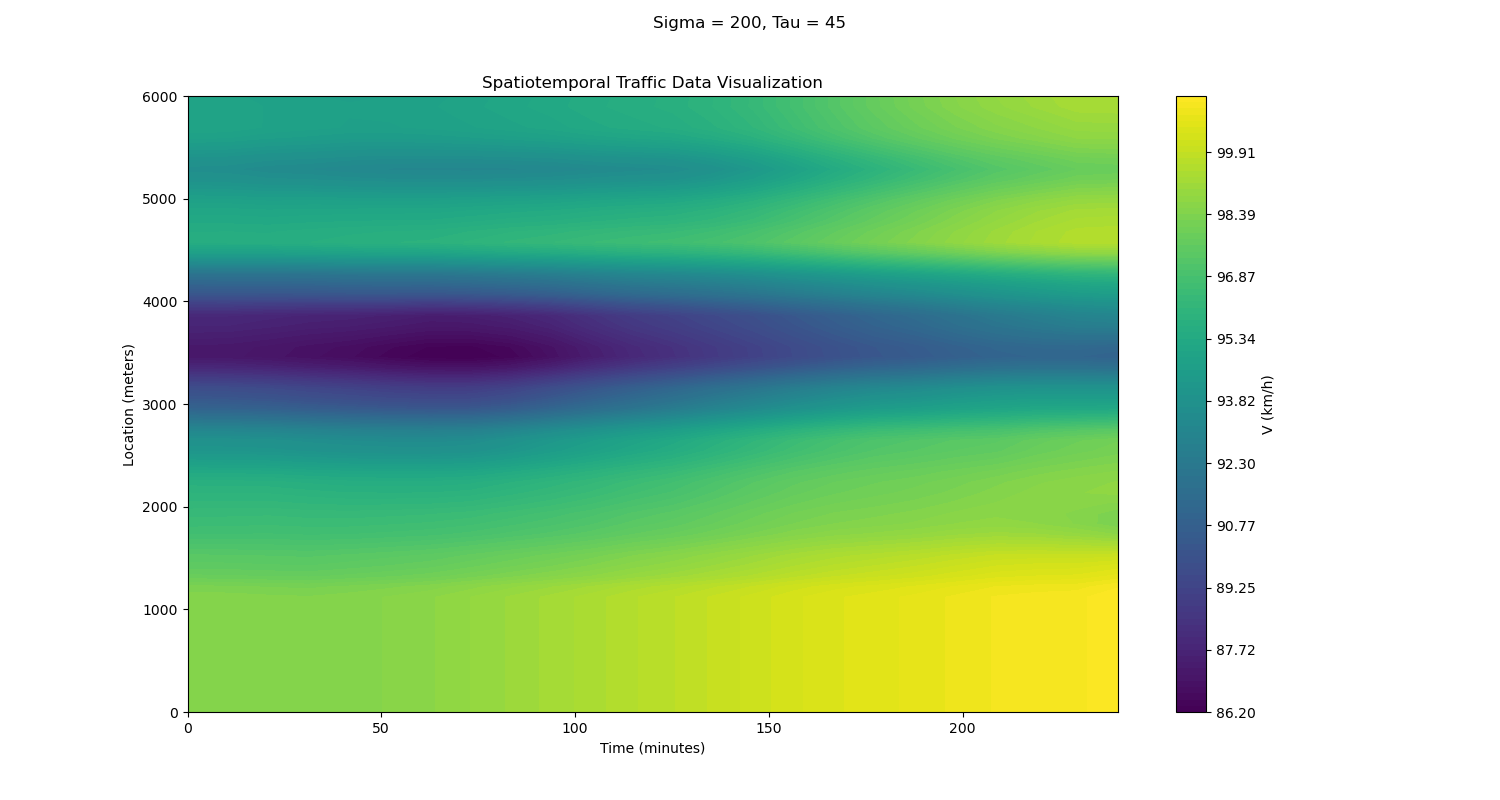 Sigma = 200, Tau = 45
Spatiotemporal Traffic Data Visualization
6000
5000
4000
3000
2000
1000
0
Location (meters)
0 50 100 150 200
Time (minutes)
99.91
98.39
96.87
95.34
93.82
92.30
90.77
89.25
87.72
86.20
V (km/h)